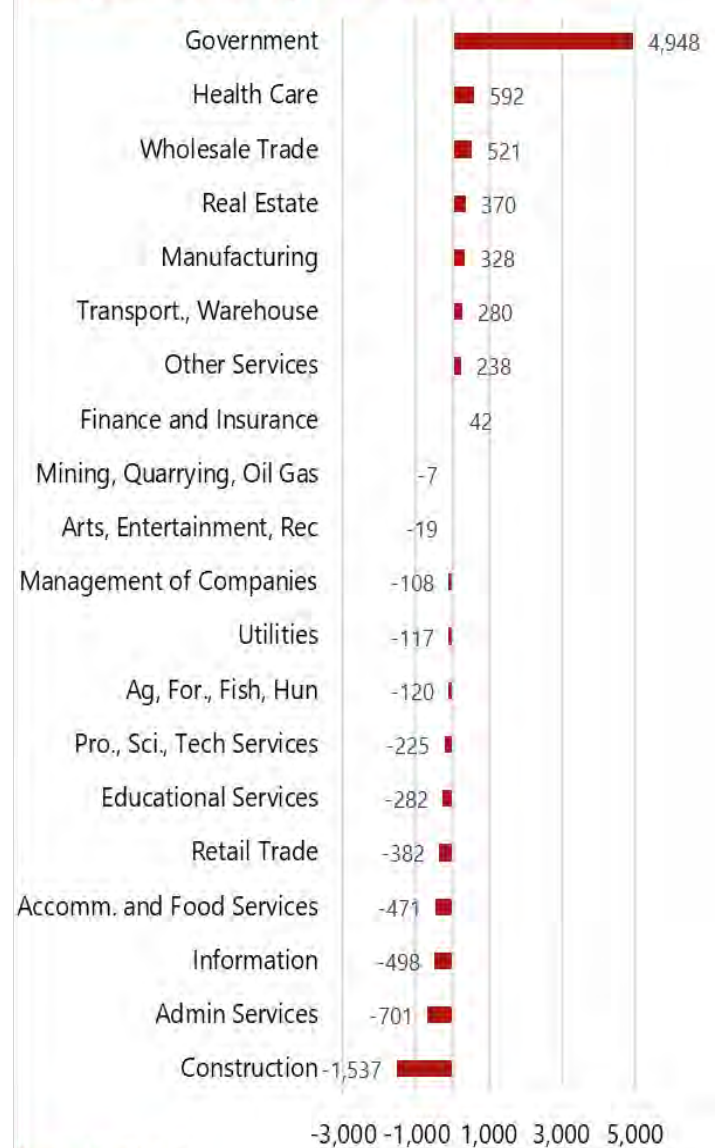 Government 4,948
Health Care 592
Wholesale Trade 521
Real Estate 370
Manufacturing 328
Transport., Warehouse 280
Other Services 238
Finance and Insurance 42
Mining, Quarrying, Oil Gas -7
Arts, Entertainment, Rec -19
Management of Companies -108
Utilities -117
Ag, For., Fish, Hun -120
Pro., Sci., Tech Services -225
Educational Services -282
Retail Trade -382
Accomm. and Food Services -471
Information -498
Admin Services -701
Construction -1,537
-3,000 -1,000 1,000 3,000 5,000